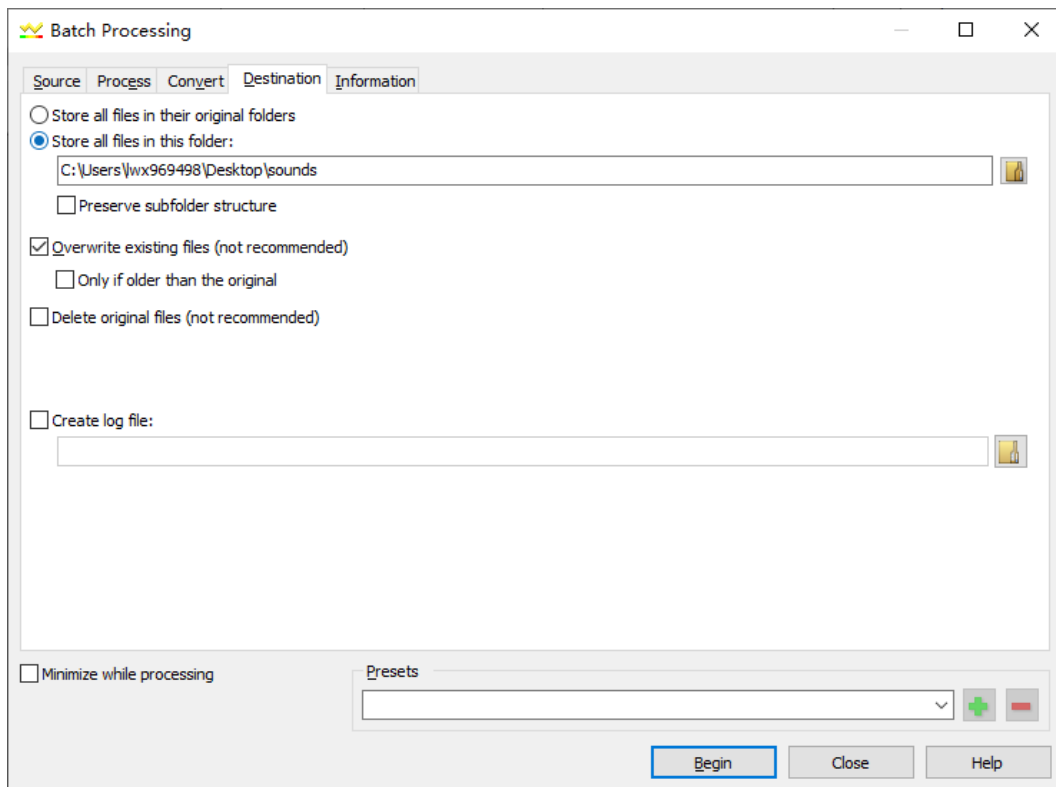 Batch Processing
Source Process Convert Destination Information
Store all files in their original folders
Store all files in this folder:
C:\Users\lwx969498\Desktop\sounds
Preserve subfolder structure
Overwrite existing files (not recommended)
Only if older than the original
Delete original files (not recommended)
Create log file:
Minimize while processing
Presets
Begin Close Help